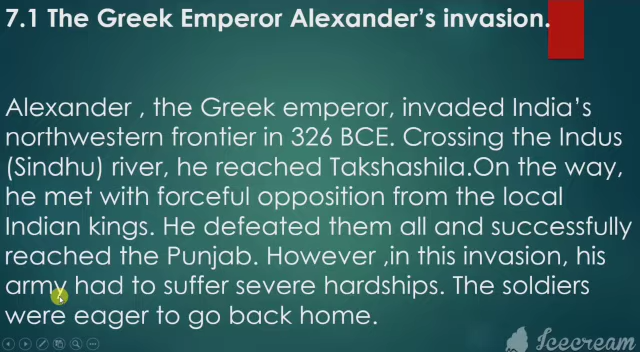 7.1 The Greek Emperor Alexander's invasion.
Alexander , the Greek emperor, invaded India's
northwestern frontier in 326 BCE. Crossing the Indus
(Sindhu) river, he reached Takshashila.On the way,
he met with forceful opposition from the local
Indian kings. He defeated them all and successfully
reached the Punjab. However ,in this invasion, his
army had to suffer severe hardships. The soldiers
were eager to go back home.
Icecream